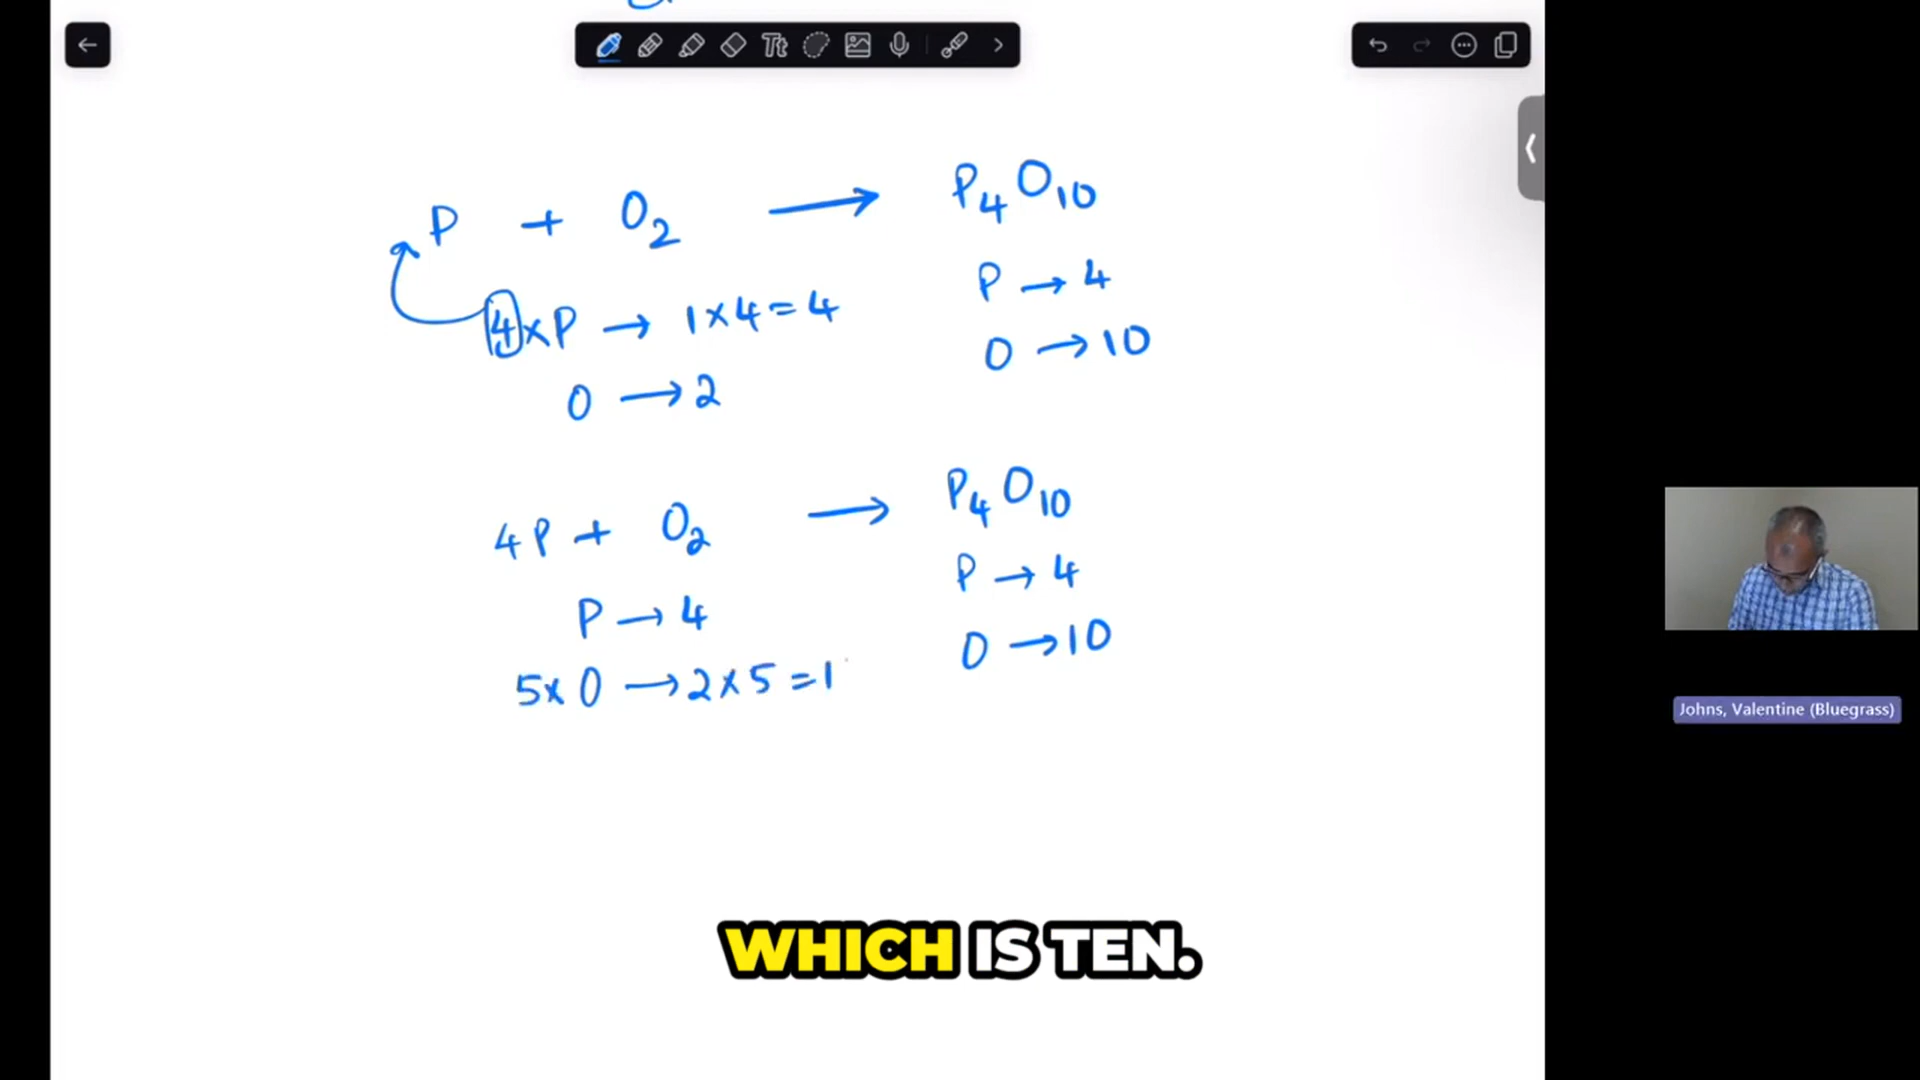 Tt
P + O₂ ⟶ P₄O₁₀
4×P → 1×4=4 P → 4
O ⟶ 2 O → 10
4P + O₂ ⟶ P₄O₁₀
P → 4 P → 4
5×O ⟶ 2×5=1 O → 10
Johns, Valentine (Bluegrass)
WHICH IS TEN.